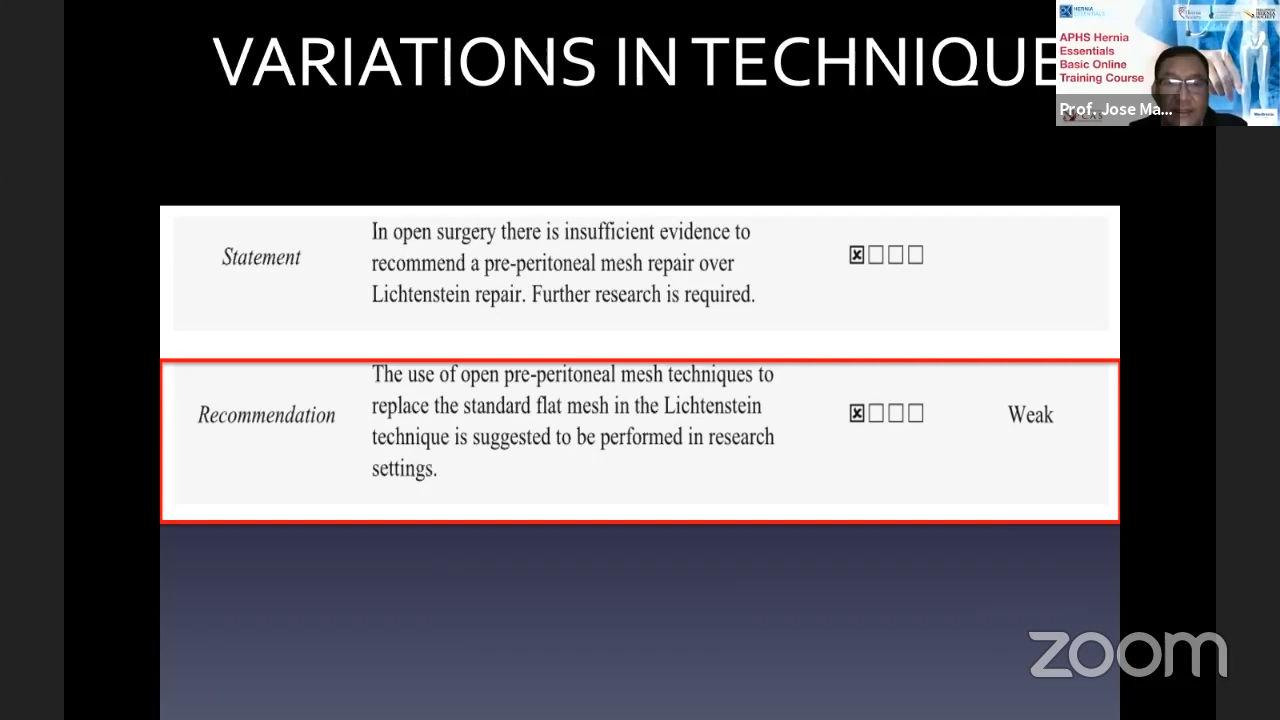 VARIATIONS IN TECHNIQUE
HERNIA
ESSENTIALS
APHS Hernia
Essentials
Basic Online
Training Course
Prof. Jose Ma...
Statement
In open surgery there is insufficient evidence to
recommend a pre-peritoneal mesh repair over
Lichtenstein repair. Further research is required.
Recommendation
The use of open pre-peritoneal mesh techniques to
replace the standard flat mesh in the Lichtenstein
technique is suggested to be performed in research
settings.
Weak
zoom